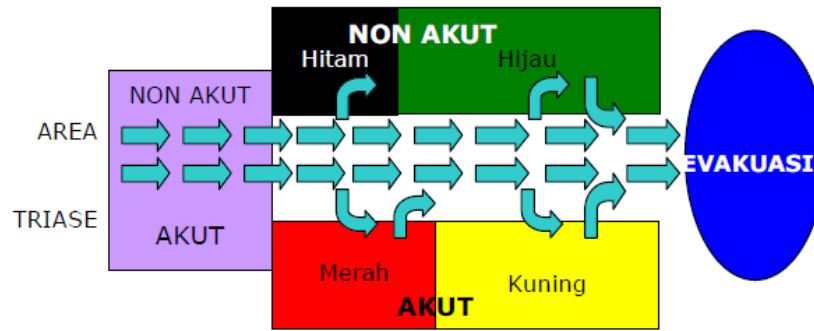 NON AKUT
Hitam
Hijau
NON AKUT
AREA
EVAKUASI
TRIASE
AKUT
Merah
Kuning
AKUT